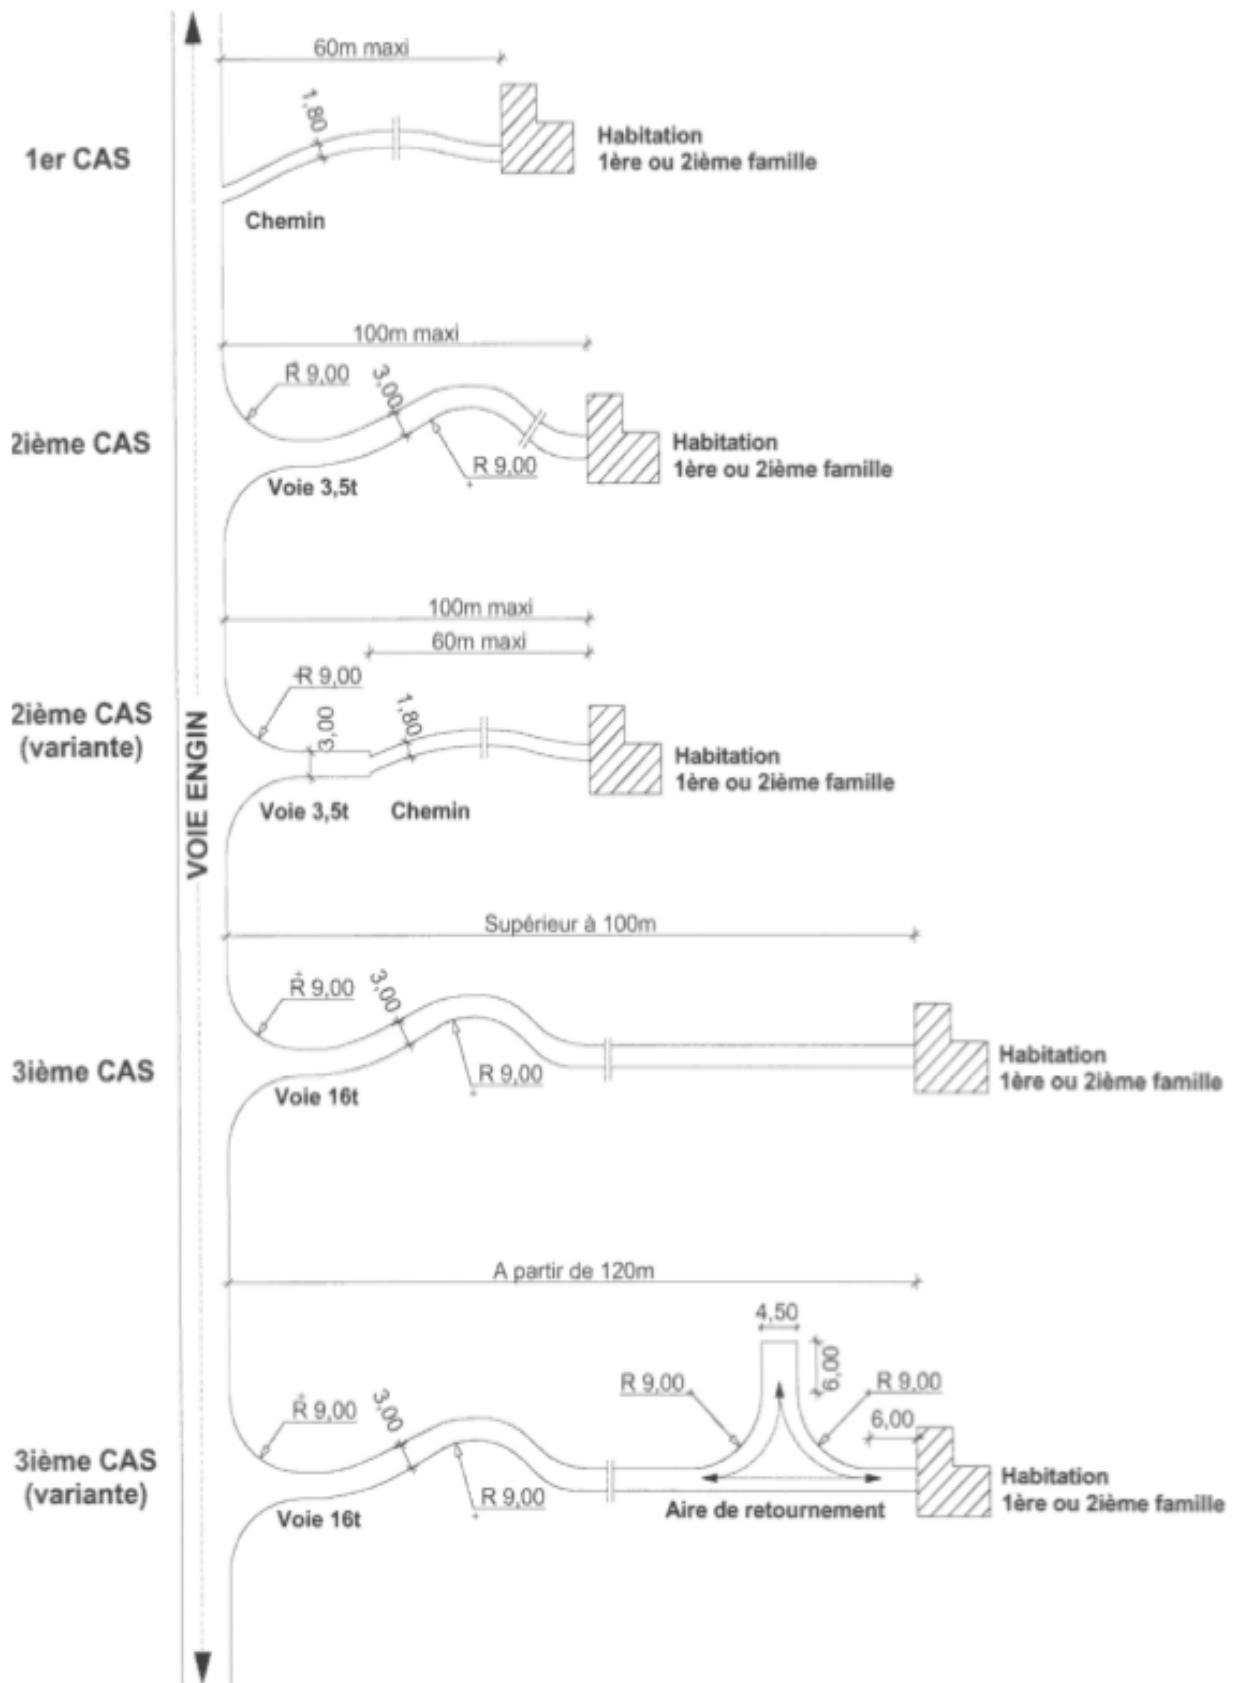 60m maxi
1,80
1er CAS
Habitation
1ère ou 2ième famille
Chemin
100m maxi
R 9,00
3,00
2ième CAS
Habitation
1ère ou 2ième famille
R 9,00
Voie 3,5t
100m maxi
60m maxi
R 9,00
3,00
1,80
2ième CAS
(variante)
Habitation
1ère ou 2ième famille
Voie 3,5t
Chemin
VOIE ENGIN
Supérieur à 100m
R 9,00
3,00
3ième CAS
Habitation
1ère ou 2ième famille
R 9,00
Voie 16t
A partir de 120m
4,50
6,00
R 9,00
R 9,00
R 9,00
3,00
6,00
3ième CAS
(variante)
Habitation
1ère ou 2ième famille
R 9,00
Aire de retournement
Voie 16t